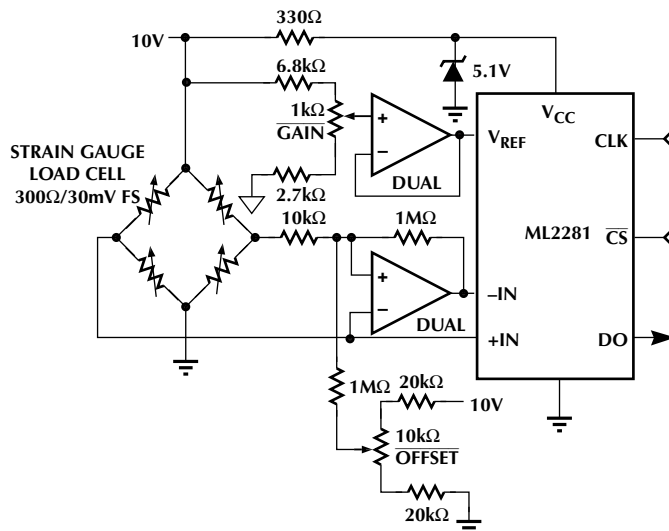 330Ω
10V
5.1V
6.8kΩ
1kΩ
GAIN
VCC
VREF
CLK
STRAIN GAUGE
LOAD CELL
300Ω/30mV FS
2.7kΩ
DUAL
10kΩ
1MΩ
ML2281
CS
–IN
DUAL
+IN
DO
1MΩ
20kΩ
10V
10kΩ
OFFSET
20kΩ